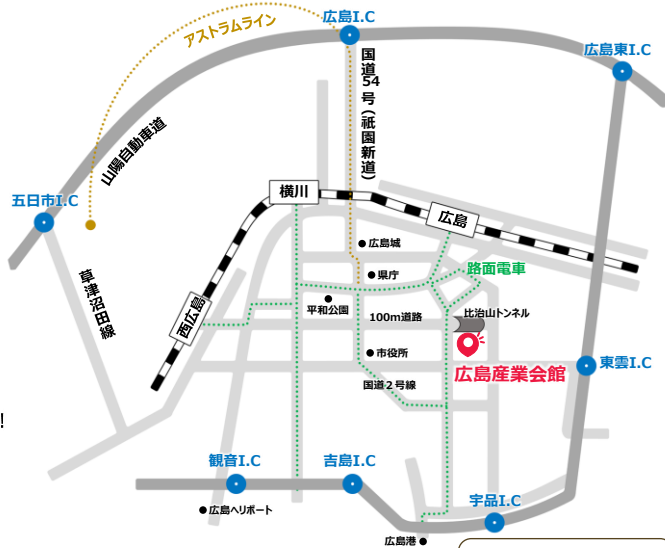 広島I.C
アストラムライン
広島東I.C
国道54号(祇園新道)
山陽自動車道
五日市I.C
横川
広島
広島城
県庁
路面電車
草津沼田線
西広島
平和公園
100m道路
比治山トンネル
市役所
広島産業会館
東雲I.C
国道2号線
!
観音I.C
吉島I.C
宇品I.C
広島ヘリポート
広島港